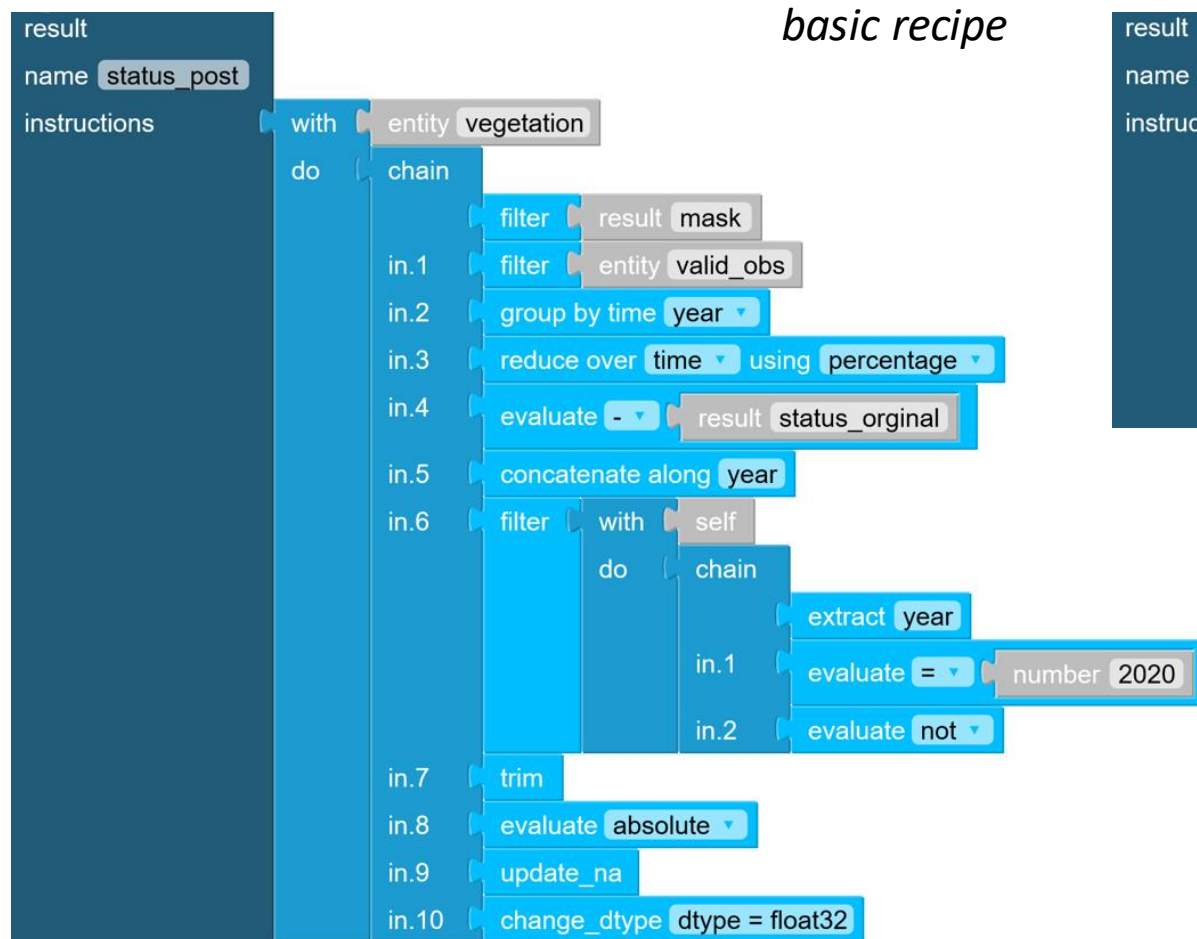 result
basic recipe
name status_post
instructions with entity vegetation
do chain
filter result mask
in.1 filter entity valid_obs
in.2 group by time year
in.3 reduce over time using percentage
in.4 evaluate - result status_orginal
in.5 concatenate along year
in.6 filter with self
do chain
extract year
in.1 evaluate = number 2020
in.2 evaluate not
in.7 trim
in.8 evaluate absolute
in.9 update_na
in.10 change_dtype dtype = float32
result
name
instruc